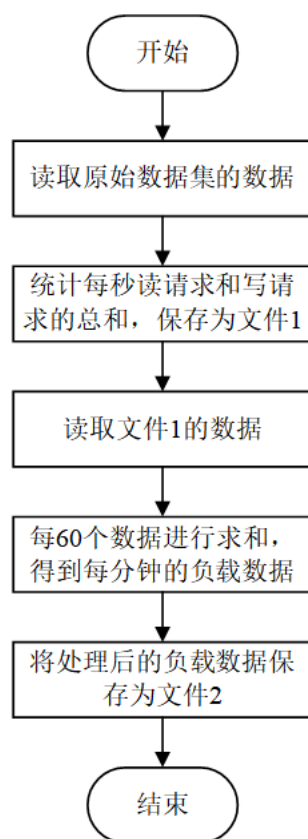 开始
读取原始数据集的数据
统计每秒读请求和写请
求的总和，保存为文件1
读取文件1的数据
每60个数据进行求和，
得到每分钟的负载数据
将处理后的负载数据保
存为文件2
结束